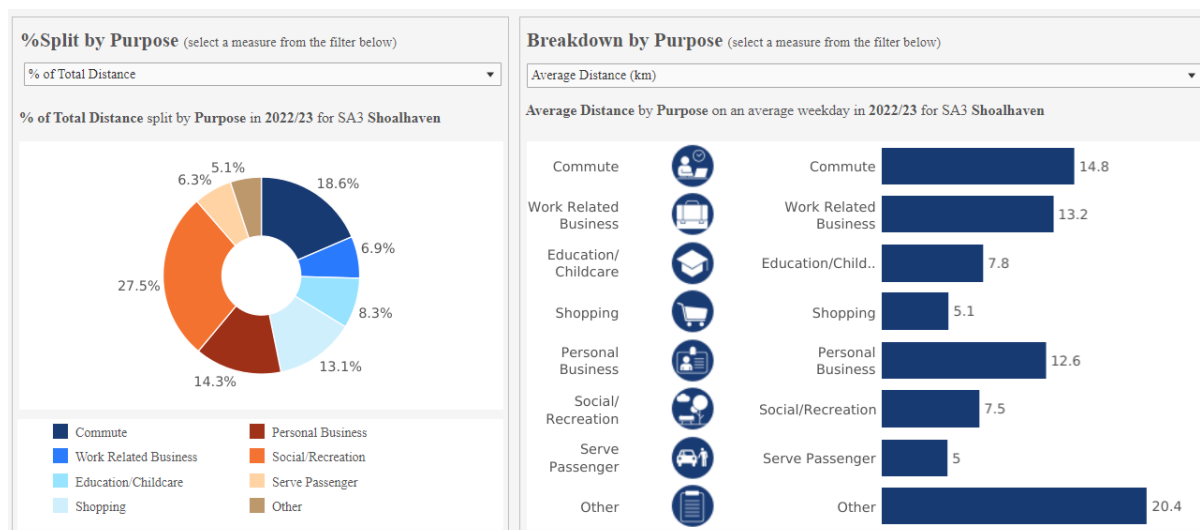 %Split by Purpose (select a measure from the filter below)
% of Total Distance
% of Total Distance split by Purpose in 2022/23 for SA3 Shoalhaven
5.1%
6.3%
18.6%
6.9%
27.5%
8.3%
13.1%
14.3%
Commute
Personal Business
Work Related Business
Social/Recreation
Education/Childcare
Serve Passenger
Shopping
Other
Breakdown by Purpose (select a measure from the filter below)
Average Distance (km)
Average Distance by Purpose on an average weekday in 2022/23 for SA3 Shoalhaven
Commute
Commute
14.8
Work Related
Business
Work Related
Business
13.2
Education/
Childcare
Education/Child..
7.8
Shopping
Shopping
5.1
Personal
Business
Personal
Business
12.6
Social/
Recreation
Social/Recreation
7.5
Serve
Passenger
Serve Passenger
5
Other
Other
20.4